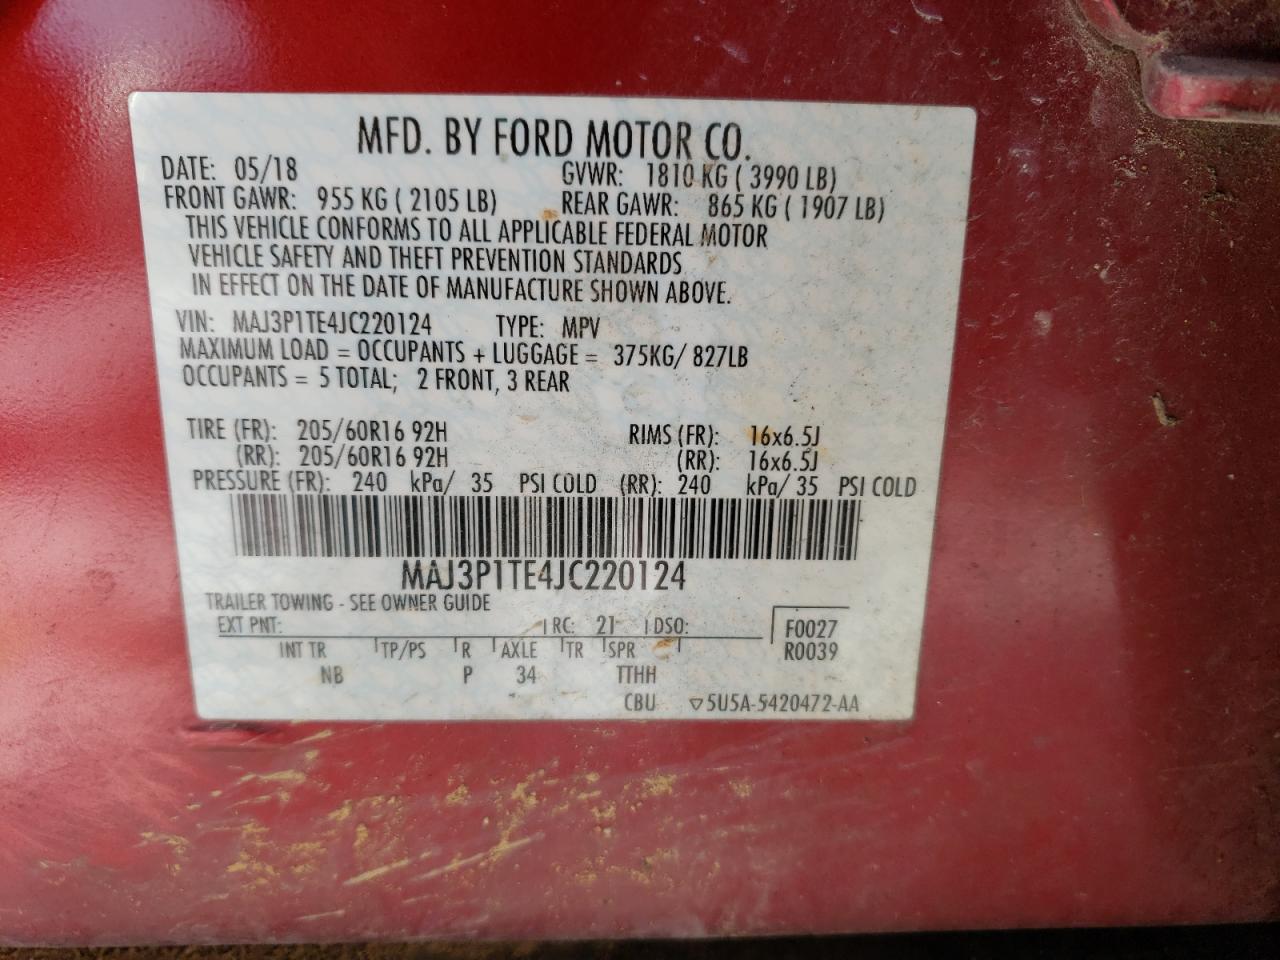 MFD. BY FORD MOTOR CO.
DATE: 05/18 GVWR: 1810 KG ( 3990 LB)
FRONT GAWR: 955 KG ( 2105 LB) REAR GAWR: 865 KG ( 1907 LB)
THIS VEHICLE CONFORMS TO ALL APPLICABLE FEDERAL MOTOR
VEHICLE SAFETY AND THEFT PREVENTION STANDARDS
IN EFFECT ON THE DATE OF MANUFACTURE SHOWN ABOVE.
VIN: MAJ3P1TE4JC220124 TYPE: MPV
MAXIMUM LOAD = OCCUPANTS + LUGGAGE = 375KG/ 827LB
OCCUPANTS = 5 TOTAL; 2 FRONT, 3 REAR
TIRE (FR): 205/60R16 92H RIMS (FR): 16x6.5J
(RR): 205/60R16 92H (RR): 16x6.5J
PRESSURE (FR): 240 kPa/ 35 PSI COLD (RR): 240 kPa/ 35 PSI COLD
MAJ3P1TE4JC220124
TRAILER TOWING - SEE OWNER GUIDE
EXT PNT: RC: 21 DSO: F0027
INT TR TP/PS R AXLE TR SPR R0039
NB P 34 TTHH
CBU ▽5U5A-5420472-AA